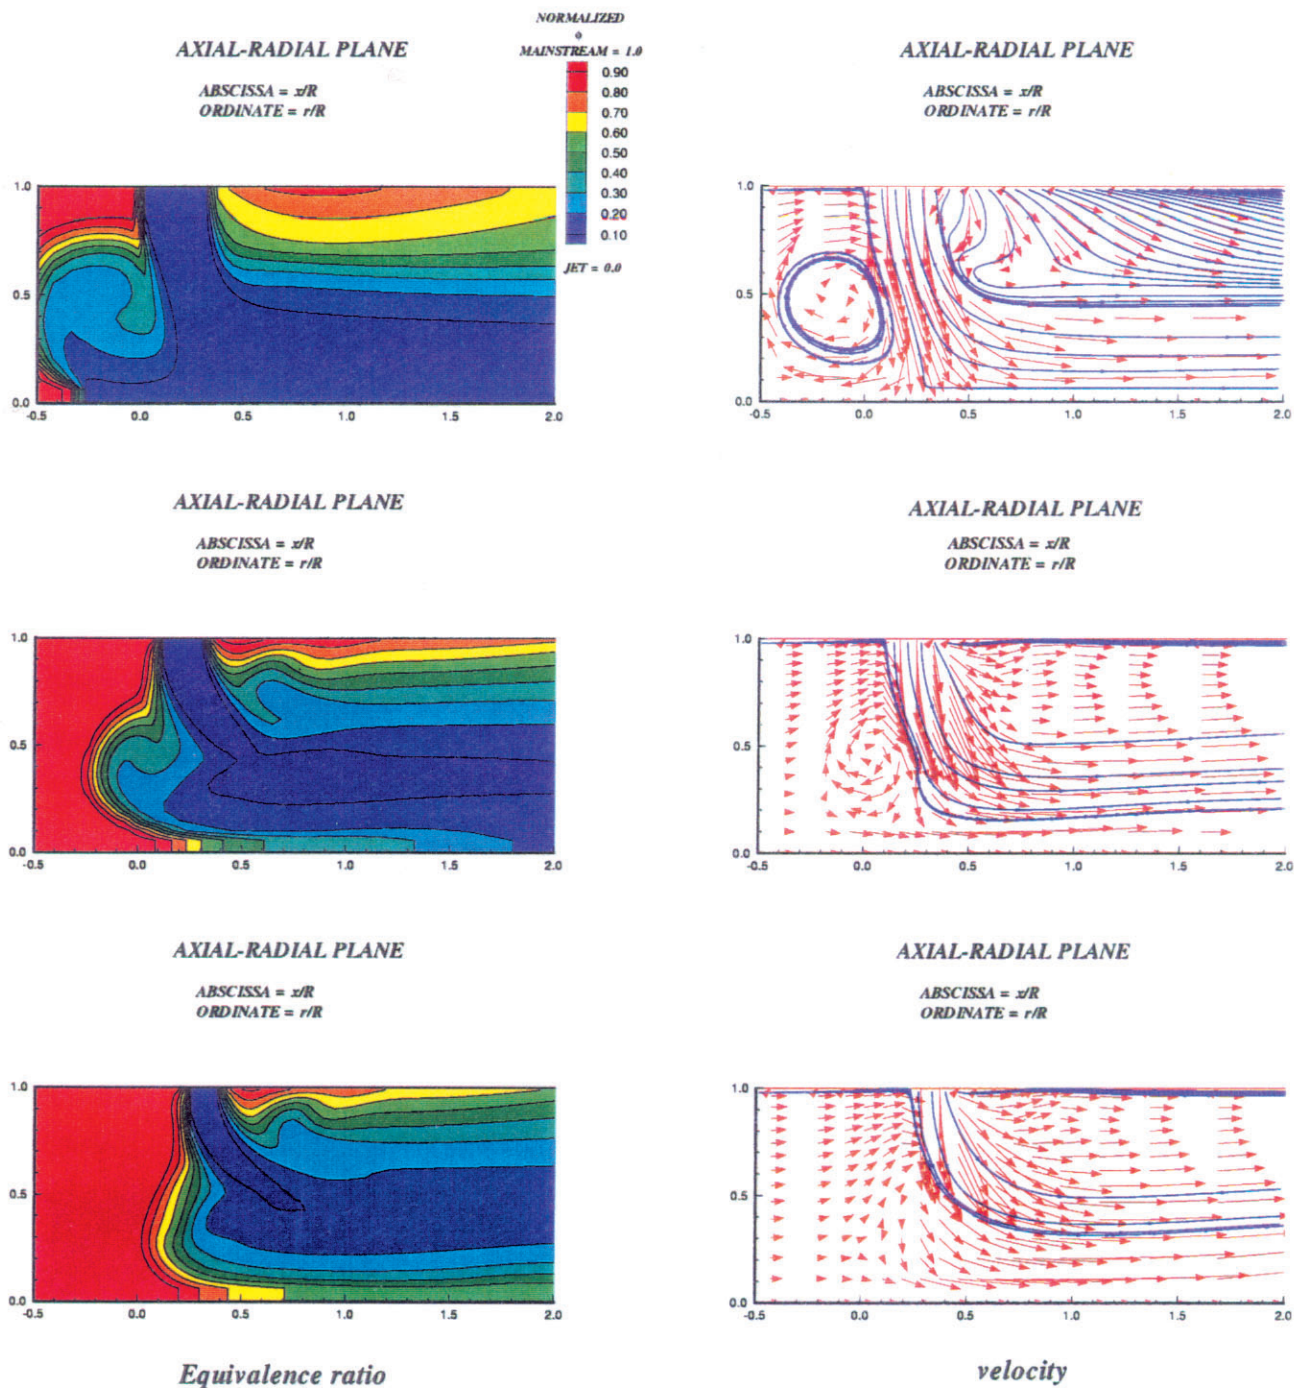 NORMALIZED
ϕ
MAINSTREAM = 1.0
0.90
0.80
0.70
0.60
0.50
0.40
0.30
0.20
0.10
JET = 0.0
AXIAL-RADIAL PLANE
ABSCISSA = x/R
ORDINATE = r/R
1.0
0.5
0.0
-0.5 0.0 0.5 1.0 1.5 2.0
AXIAL-RADIAL PLANE
ABSCISSA = x/R
ORDINATE = r/R
1.0
0.5
0.0
-0.5 0.0 0.5 1.0 1.5 2.0
AXIAL-RADIAL PLANE
ABSCISSA = x/R
ORDINATE = r/R
1.0
0.5
0.0
-0.5 0.0 0.5 1.0 1.5 2.0
AXIAL-RADIAL PLANE
ABSCISSA = x/R
ORDINATE = r/R
1.0
0.5
0.0
-0.5 0.0 0.5 1.0 1.5 2.0
AXIAL-RADIAL PLANE
ABSCISSA = x/R
ORDINATE = r/R
1.0
0.5
0.0
-0.5 0.0 0.5 1.0 1.5 2.0
AXIAL-RADIAL PLANE
ABSCISSA = x/R
ORDINATE = r/R
1.0
0.5
0.0
-0.5 0.0 0.5 1.0 1.5 2.0
Equivalence ratio
velocity